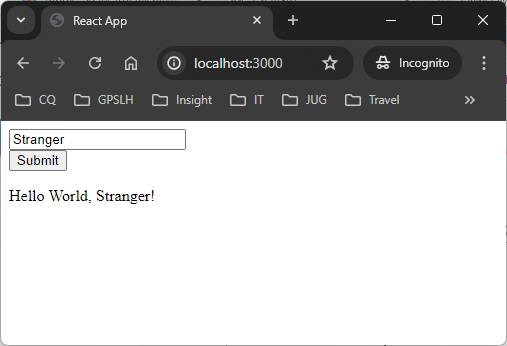 React App
localhost:3000
Incognito
CQ GPSLH Insight IT JUG Travel
Stranger
Submit
Hello World, Stranger!